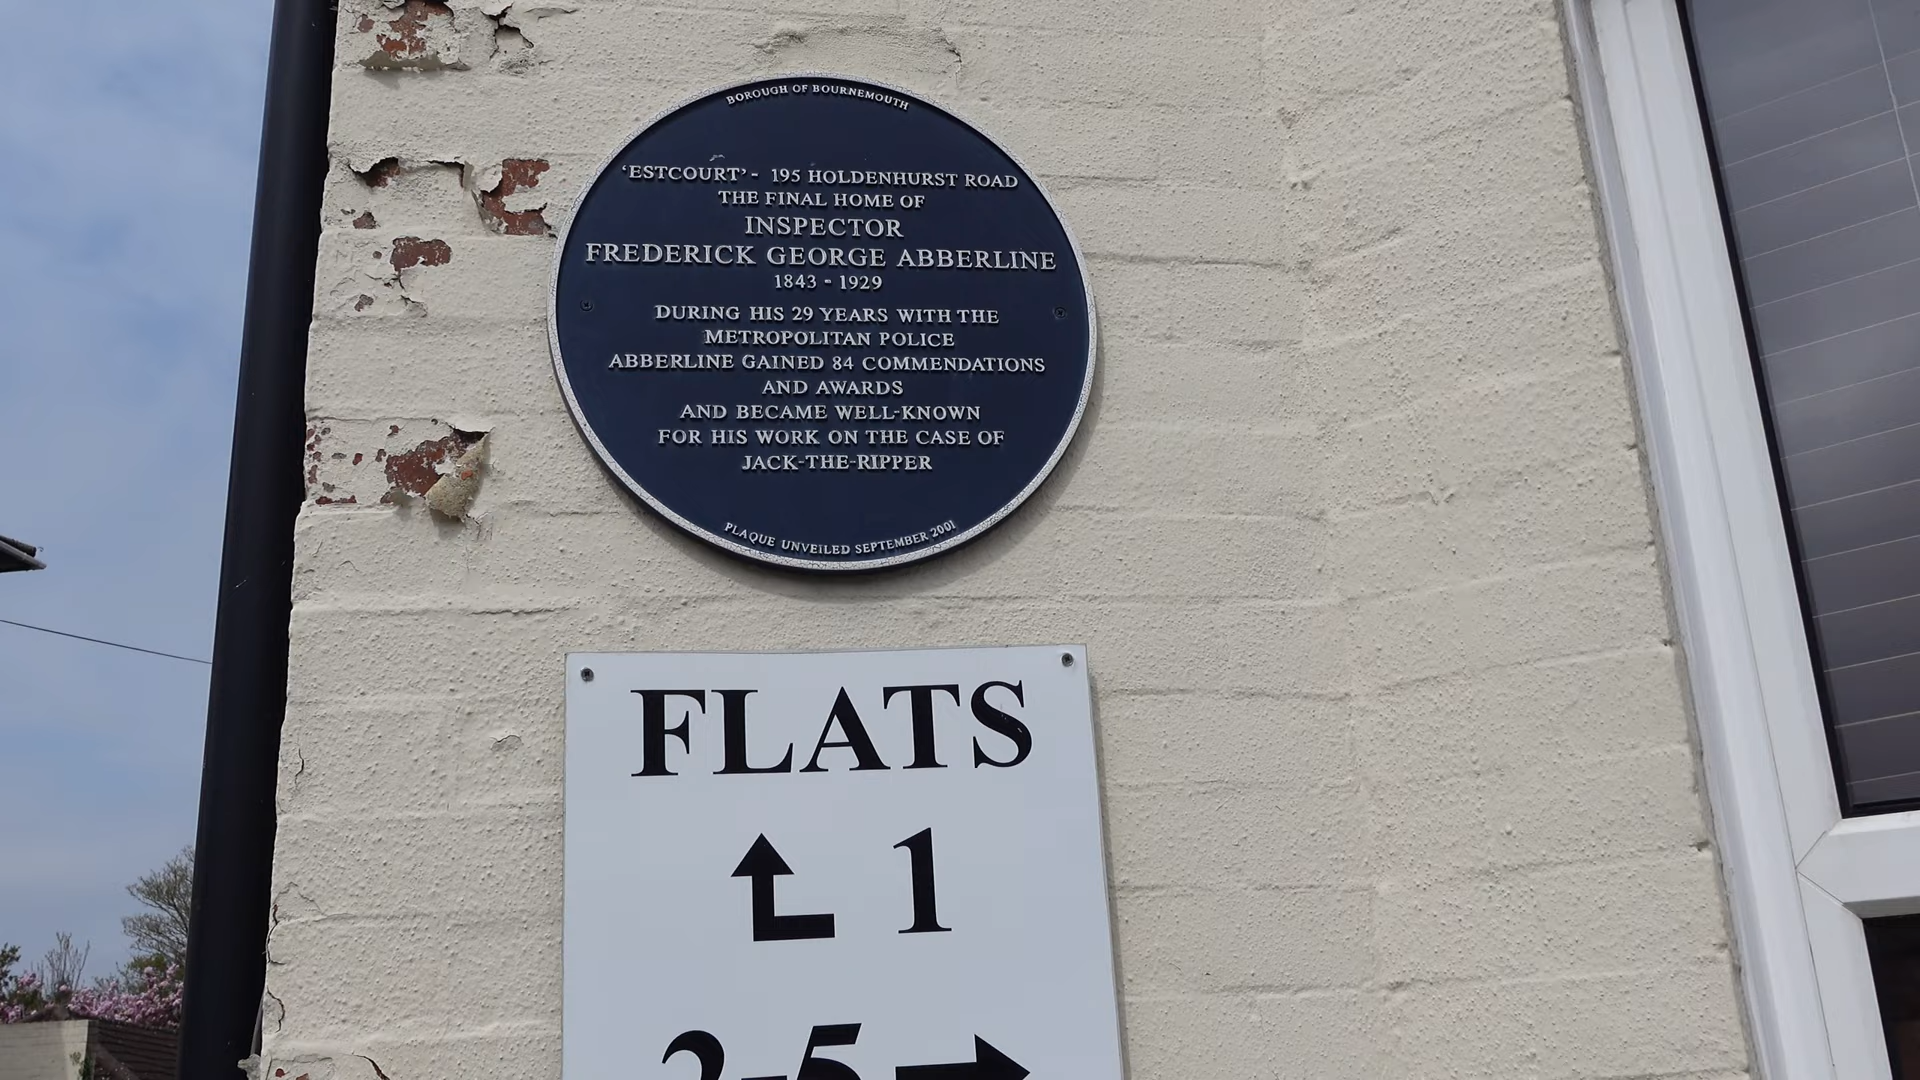 BOROUGH OF BOURNEMOUTH
'ESTCOURT' - 195 HOLDENHURST ROAD
THE FINAL HOME OF
INSPECTOR
FREDERICK GEORGE ABBERLINE
1843 - 1929
DURING HIS 29 YEARS WITH THE
METROPOLITAN POLICE
ABBERLINE GAINED 84 COMMENDATIONS
AND AWARDS
AND BECAME WELL-KNOWN
FOR HIS WORK ON THE CASE OF
JACK-THE-RIPPER
PLAQUE UNVEILED SEPTEMBER 2001
FLATS
1
2-5